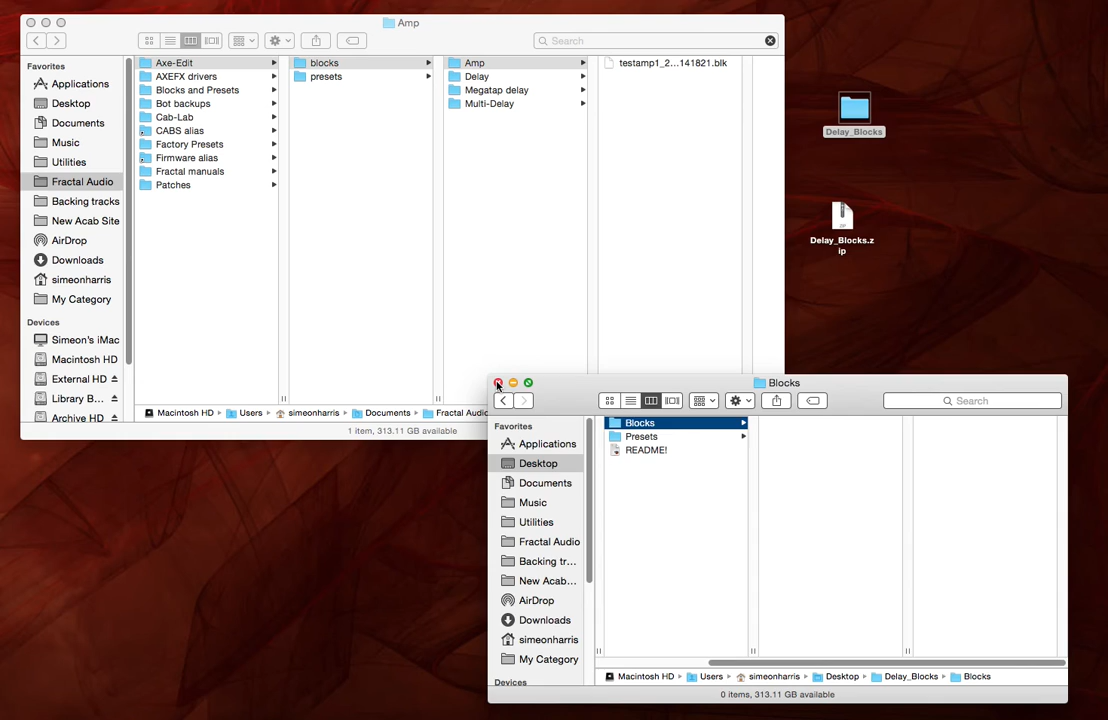 Amp
Search
Favorites
Applications
Desktop
Documents
Music
Utilities
Fractal Audio
Backing tracks
New Acab Site
AirDrop
Downloads
simeonharris
My Category
Devices
Simeon's iMac
Macintosh HD
External HD
Library B...
Archive HD
Axe-Edit
AXEFX drivers
Blocks and Presets
Bot backups
Cab-Lab
CABS alias
Factory Presets
Firmware alias
Fractal manuals
Patches
blocks
presets
Amp
Delay
Megatap delay
Multi-Delay
testamp1_2...141821.blk
Macintosh HD Users simeonharris Documents Fractal Audio
1 item, 313.11 GB available
Delay_Blocks
ZIP
Delay_Blocks.z
ip
Blocks
Search
Favorites
Applications
Desktop
Documents
Music
Utilities
Fractal Audio
Backing tr...
New Acab...
AirDrop
Downloads
simeonharris
My Category
Devices
Blocks
Presets
README!
Macintosh HD Users simeonharris Desktop Delay_Blocks Blocks
0 items, 313.11 GB available